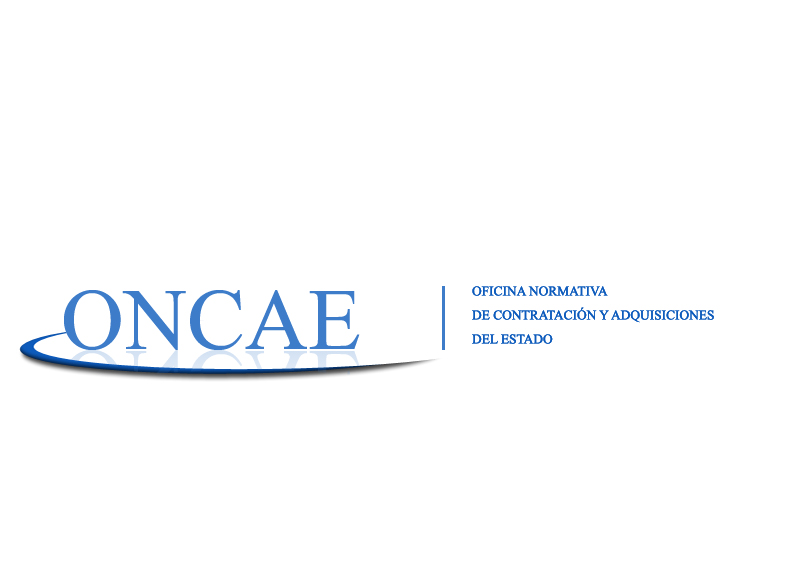 ONCAE
OFICINA NORMATIVA
DE CONTRATACIÓN Y ADQUISICIONES
DEL ESTADO